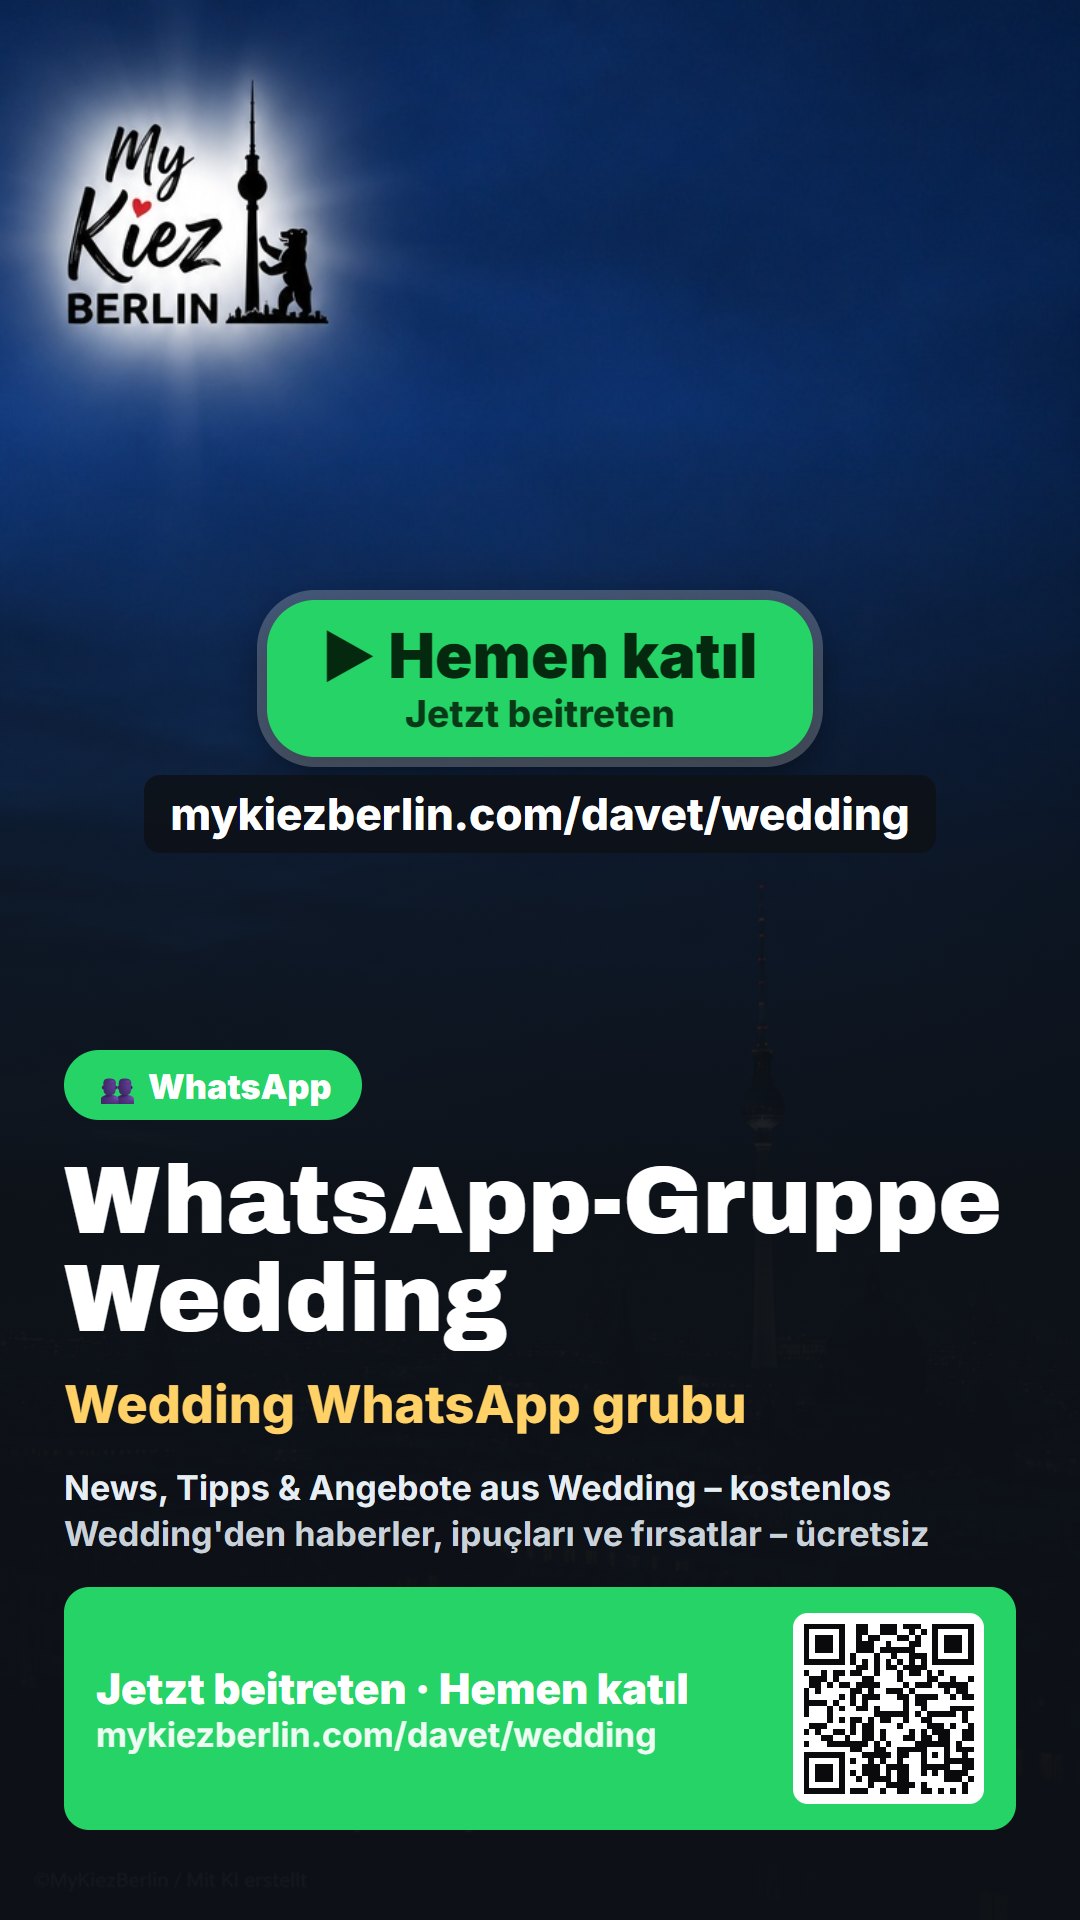 My
Kiez
BERLIN
▶ Hemen katıl
Jetzt beitreten
mykiezberlin.com/davet/wedding
👥 WhatsApp
WhatsApp-Gruppe
Wedding
Wedding WhatsApp grubu
News, Tipps & Angebote aus Wedding – kostenlos
Wedding'den haberler, ipuçları ve fırsatlar – ücretsiz
Jetzt beitreten · Hemen katıl
mykiezberlin.com/davet/wedding
©MyKiezBerlin / Mit KI erstellt